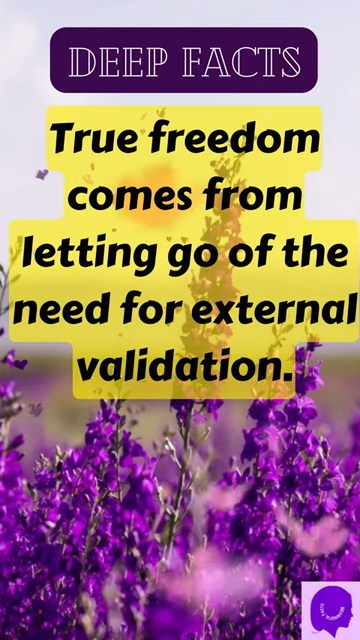 DEEP FACTS
True freedom
comes from
letting go of the
need for external
validation.